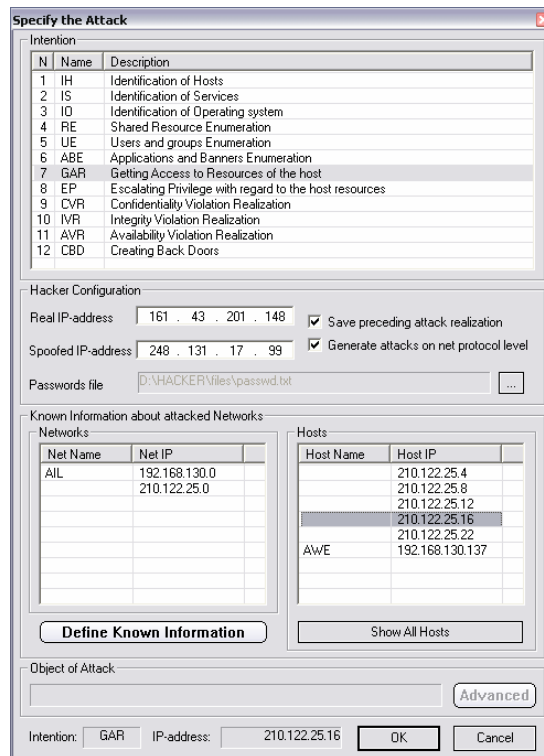 Specify the Attack
Intention
N Name Description
1 IH Identification of Hosts
2 IS Identification of Services
3 IO Identification of Operating system
4 RE Shared Resource Enumeration
5 UE Users and groups Enumeration
6 ABE Applications and Banners Enumeration
7 GAR Getting Access to Resources of the host
8 EP Escalating Privilege with regard to the host resources
9 CVR Confidentiality Violation Realization
10 IVR Integrity Violation Realization
11 AVR Availability Violation Realization
12 CBD Creating Back Doors
Hacker Configuration
Real IP-address 161 . 43 . 201 . 148
Save preceding attack realization
Spoofed IP-address 248 . 131 . 17 . 99
Generate attacks on net protocol level
Passwords file D:\HACKER\files\passwd.txt ...
Known Information about attacked Networks
Networks
Net Name Net IP
AIL 192.168.130.0
210.122.25.0
Define Known Information
Hosts
Host Name Host IP
210.122.25.4
210.122.25.8
210.122.25.12
210.122.25.16
210.122.25.22
AWE 192.168.130.137
Show All Hosts
Object of Attack
Advanced
Intention: GAR IP-address: 210.122.25.16 OK Cancel